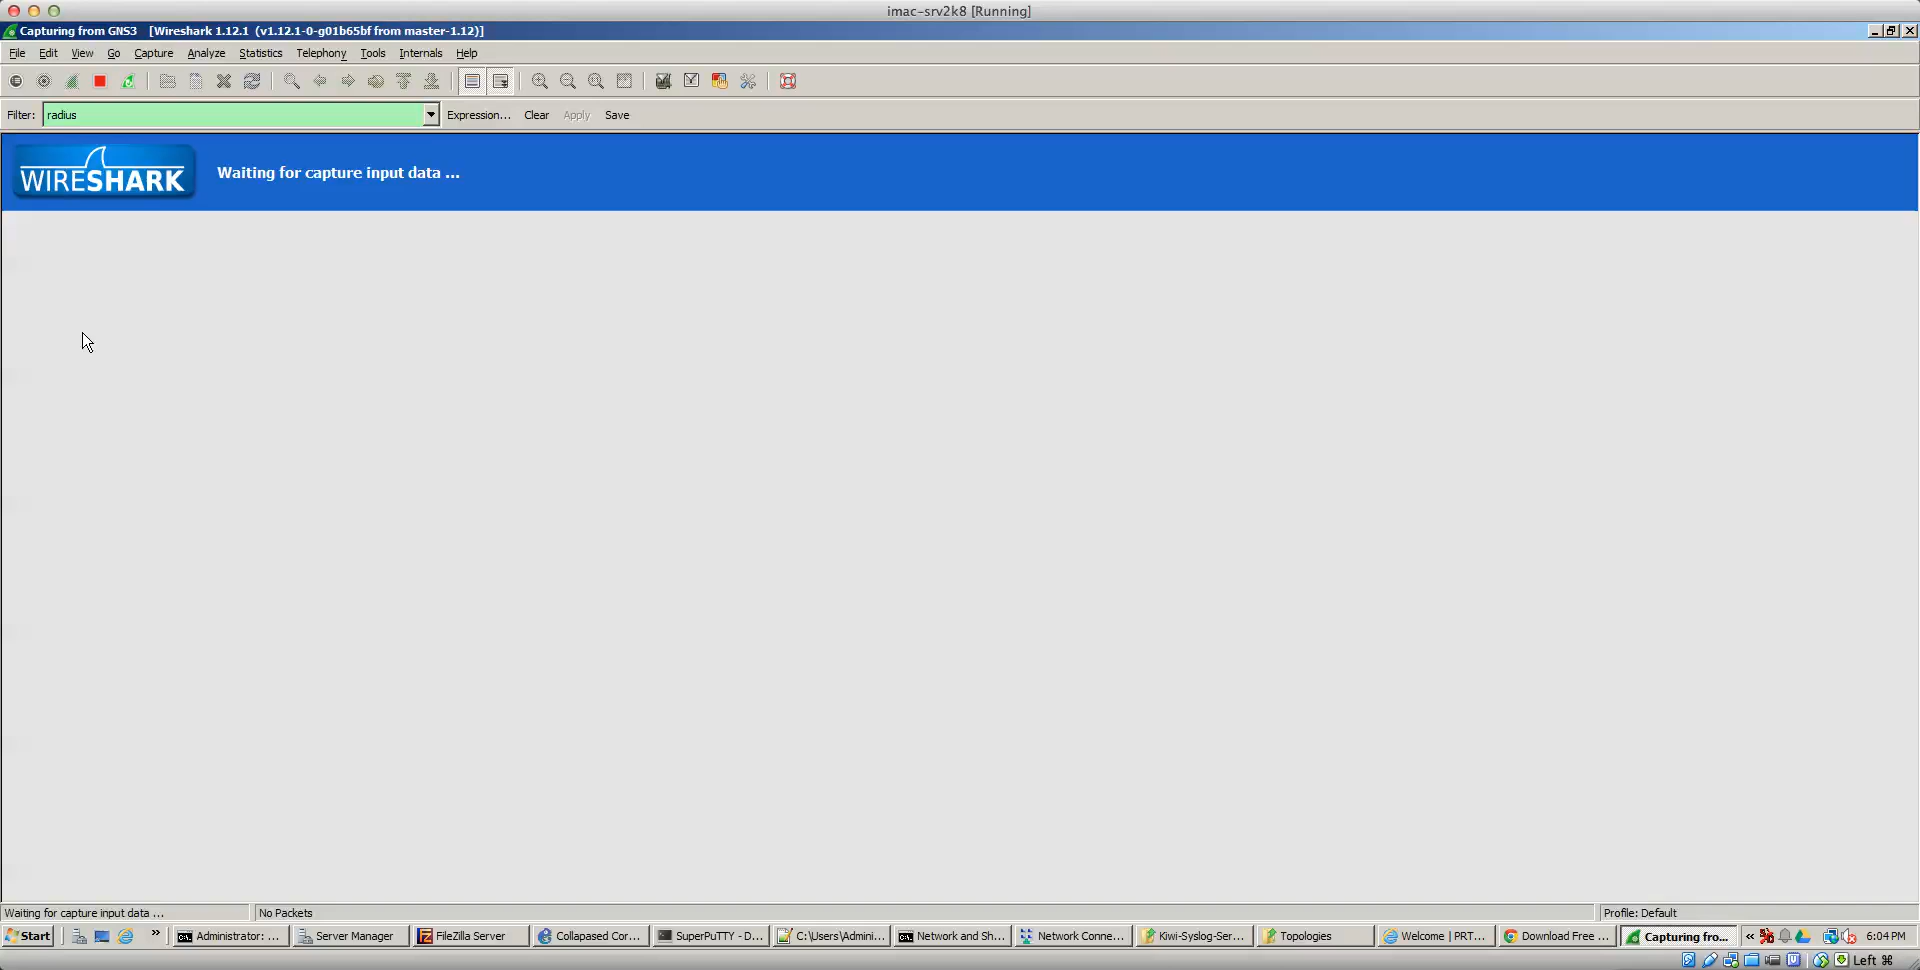 imac-srv2k8 [Running]
Capturing from GNS3 [Wireshark 1.12.1 (v1.12.1-0-g01b65bf from master-1.12)]
File Edit View Go Capture Analyze Statistics Telephony Tools Internals Help
Filter: radius Expression... Clear Apply Save
WIRESHARK Waiting for capture input data ...
Waiting for capture input data ... No Packets Profile: Default
Start » Administrator: ... Server Manager FileZilla Server Collapased Cor... SuperPuTTY - D... C:\Users\Admini... Network and Sh... Network Conne... Kiwi-Syslog-Ser... Topologies Welcome | PRT... Download Free ... Capturing fro... « 6:04 PM
Left ⌘